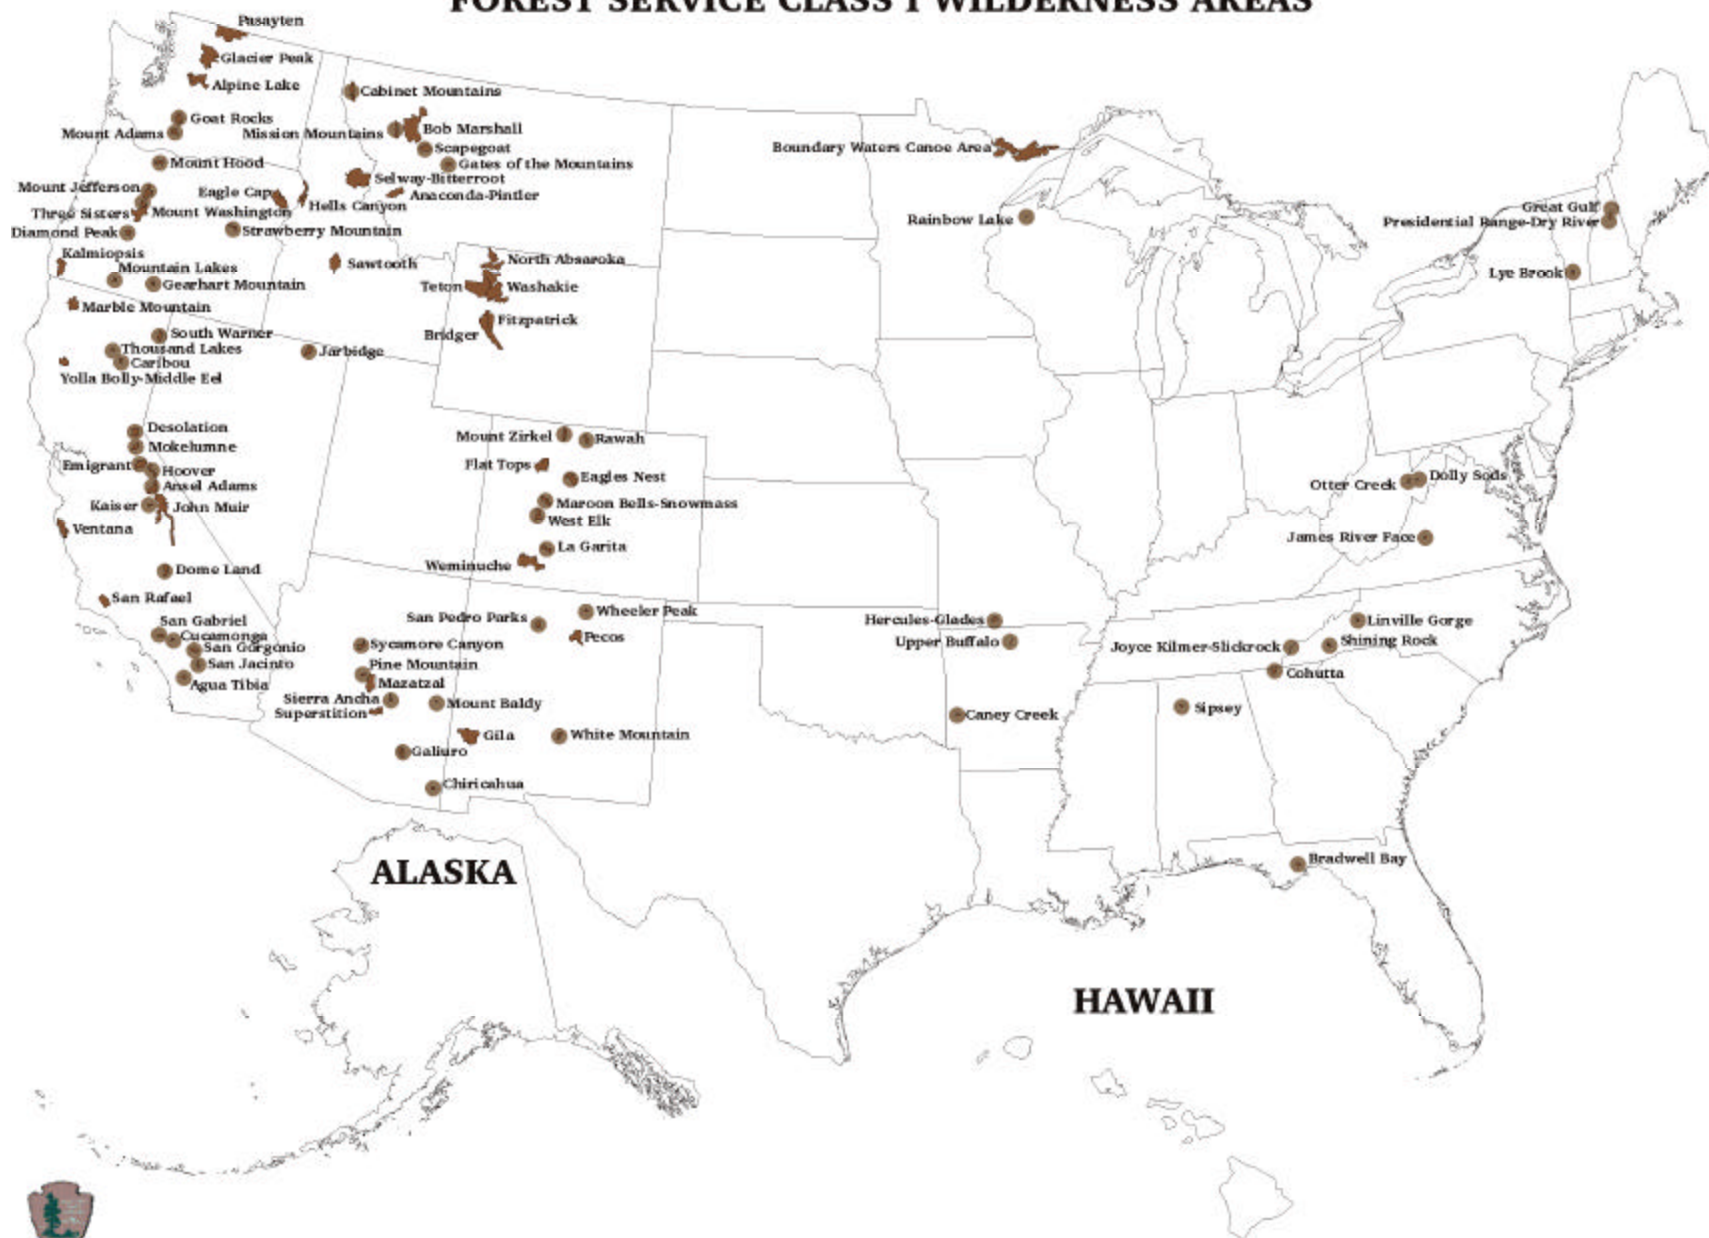 FOREST SERVICE CLASS I WILDERNESS AREAS
Pasayten
Glacier Peak
Alpine Lake
Goat Rocks
Mount Adams
Mount Hood
Mount Jefferson
Three Sisters
Mount Washington
Diamond Peak
Eagle Cap
Hells Canyon
Strawberry Mountain
Kalmiopsis
Mountain Lakes
Gearhart Mountain
Cabinet Mountains
Mission Mountains
Bob Marshall
Scapegoat
Gates of the Mountains
Selway-Bitterroot
Anaconda-Pintler
Sawtooth
North Absaroka
Teton
Washakie
Fitzpatrick
Bridger
Marble Mountain
South Warner
Thousand Lakes
Caribou
Yolla Bolly-Middle Eel
Jarbidge
Desolation
Mokelumne
Emigrant
Hoover
Ansel Adams
Kaiser
John Muir
Ventana
Dome Land
San Rafael
San Gabriel
Cucamonga
San Gorgonio
San Jacinto
Agua Tibia
Mount Zirkel
Rawah
Flat Tops
Eagles Nest
Maroon Bells-Snowmass
West Elk
La Garita
Weminuche
San Pedro Parks
Wheeler Peak
Pecos
Sycamore Canyon
Pine Mountain
Mazatzal
Sierra Ancha
Superstition
Mount Baldy
Gila
White Mountain
Galiuro
Chiricahua
Boundary Waters Canoe Area
Rainbow Lake
Great Gulf
Presidential Range-Dry River
Lye Brook
Otter Creek
Dolly Sods
James River Face
Hercules-Glades
Upper Buffalo
Caney Creek
Linville Gorge
Joyce Kilmer-Slickrock
Shining Rock
Cohutta
Sipsey
Bradwell Bay
ALASKA
HAWAII